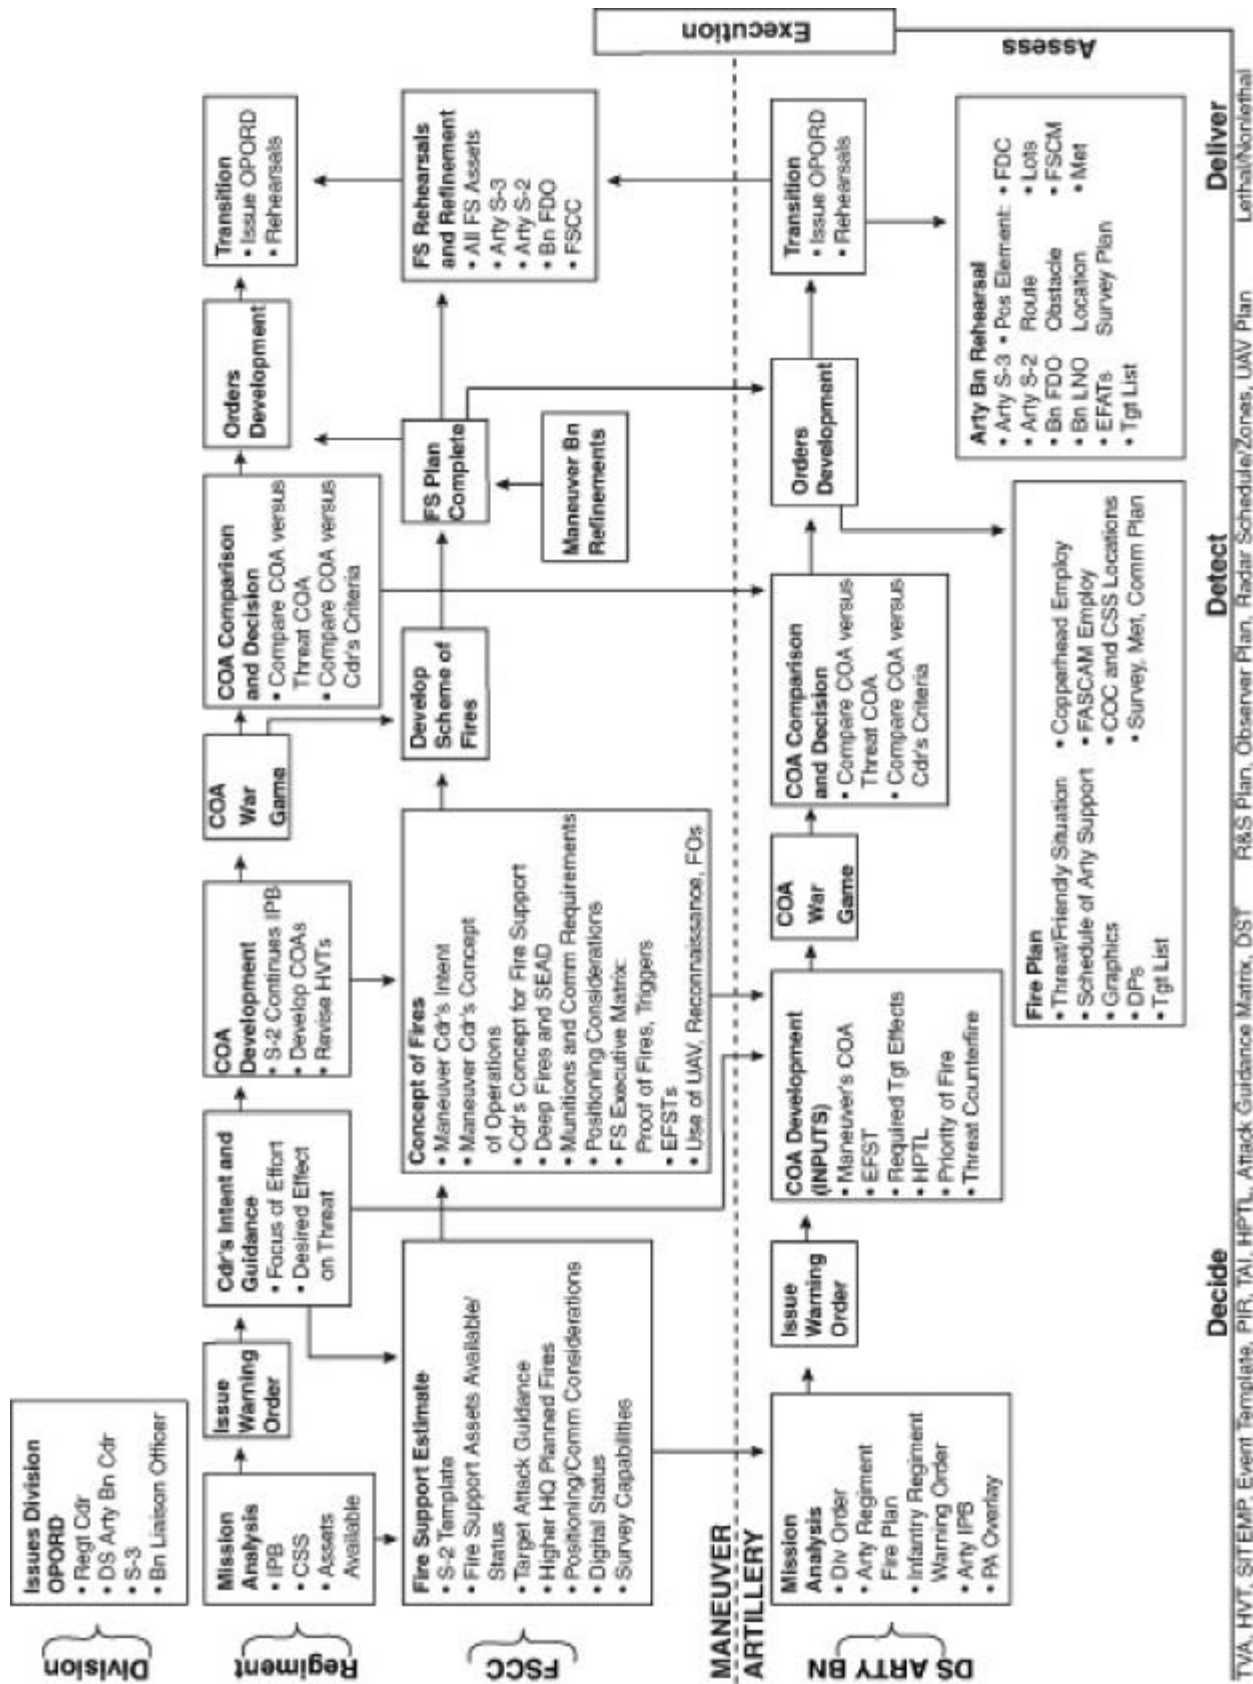 Division
Issues Division
OPORD
• Regt Cdr
• DS Arty Bn Cdr
• S-3
• Bn Liaison Officer
Regiment
Mission
Analysis
• IPB
• CSS
• Assets
Available
Issue
Warning
Order
Cdr's Intent and
Guidance
• Focus of Effort
• Desired Effect
on Threat
COA
Development
• S-2 Continues IPB
• Develop COAs
• Revise HVTs
COA
War
Game
COA Comparison
and Decision
• Compare COA versus
Threat COA
• Compare COA versus
Cdr's Criteria
Orders
Development
Transition
• Issue OPORD
• Rehearsals
FSCC
Fire Support Estimate
• S-2 Template
• Fire Support Assets Available/
Status
• Target Attack Guidance
• Higher HQ Planned Fires
• Positioning/Comm Considerations
• Digital Status
• Survey Capabilities
Concept of Fires
• Maneuver Cdr's Intent
• Maneuver Cdr's Concept
of Operations
• Cdr's Concept for Fire Support
• Deep Fires and SEAD
• Munitions and Comm Requirements
• Positioning Considerations
• FS Executive Matrix:
Proof of Fires, Triggers
• EFSTs
• Use of UAV, Reconnaissance, FOs
Develop
Scheme of
Fires
FS Plan
Complete
Maneuver Bn
Refinements
FS Rehearsals
and Refinement
• All FS Assets
• Arty S-3
• Arty S-2
• Bn FDO
• FSCC
MANEUVER
ARTILLERY
Execution
DS ARTY BN
Mission
Analysis
• Div Order
• Arty Regiment
Fire Plan
• Infantry Regiment
Warning Order
• Arty IPB
• PA Overlay
Issue
Warning
Order
COA Development
(INPUTS)
• Maneuver's COA
• EFST
• Required Tgt Effects
• HPTL
• Priority of Fire
• Threat Counterfire
COA
War
Game
COA Comparison
and Decision
• Compare COA versus
Threat COA
• Compare COA versus
Cdr's Criteria
Orders
Development
Transition
• Issue OPORD
• Rehearsals
Fire Plan
• Threat/Friendly Situation
• Schedule of Arty Support
• Graphics
• DPs
• Tgt List
• Copperhead Employ
• FASCAM Employ
• COC and CSS Locations
• Survey, Met, Comm Plan
Arty Bn Rehearsal
• Arty S-3
• Arty S-2
• Bn FDO
• Bn LNO
• EFATs
• Tgt List
• Pos Element:
Route
Obstacle
Location
Survey Plan
• FDC
• Lots
• FSCM
• Met
Assess
Decide
Detect
Deliver
TVA, HVT, SITEMP, Event Template, PIR, TAI, HPTL, Attack Guidance Matrix, DST
R&S Plan, Observer Plan, Radar Schedule/Zones, UAV Plan
Lethal/Nonlethal